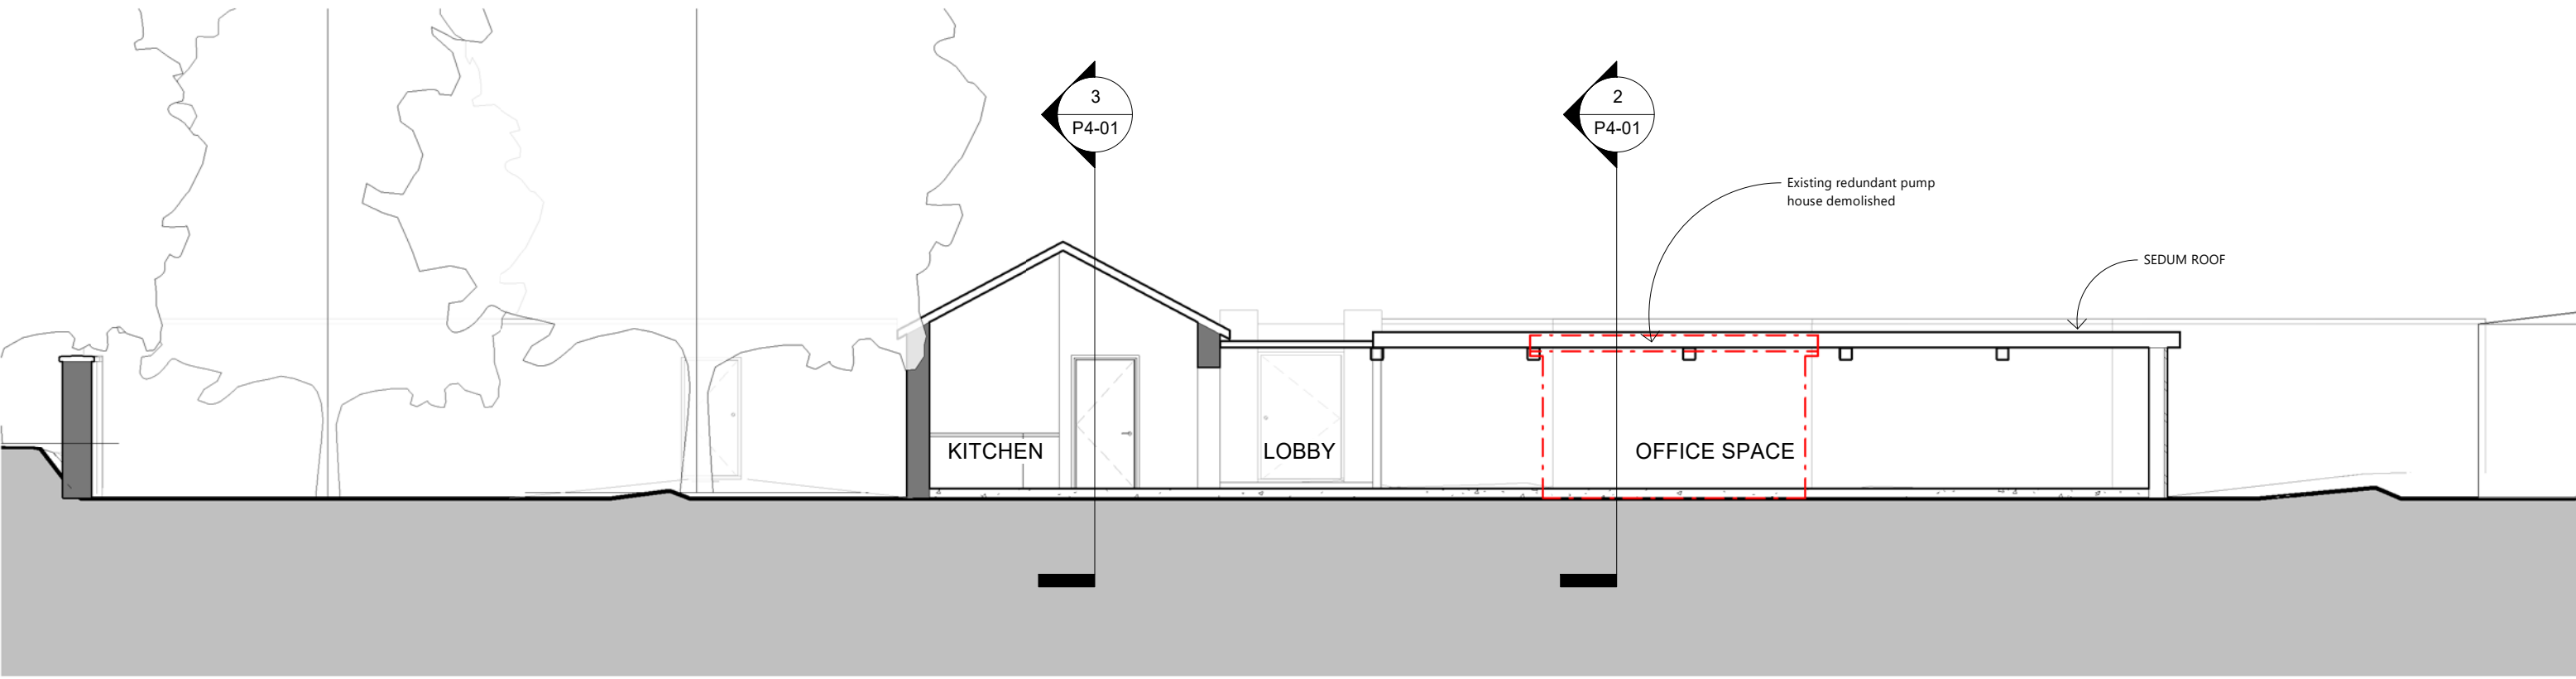 3
P4-01
2
P4-01
Existing redundant pump
house demolished
SEDUM ROOF
KITCHEN
LOBBY
OFFICE SPACE